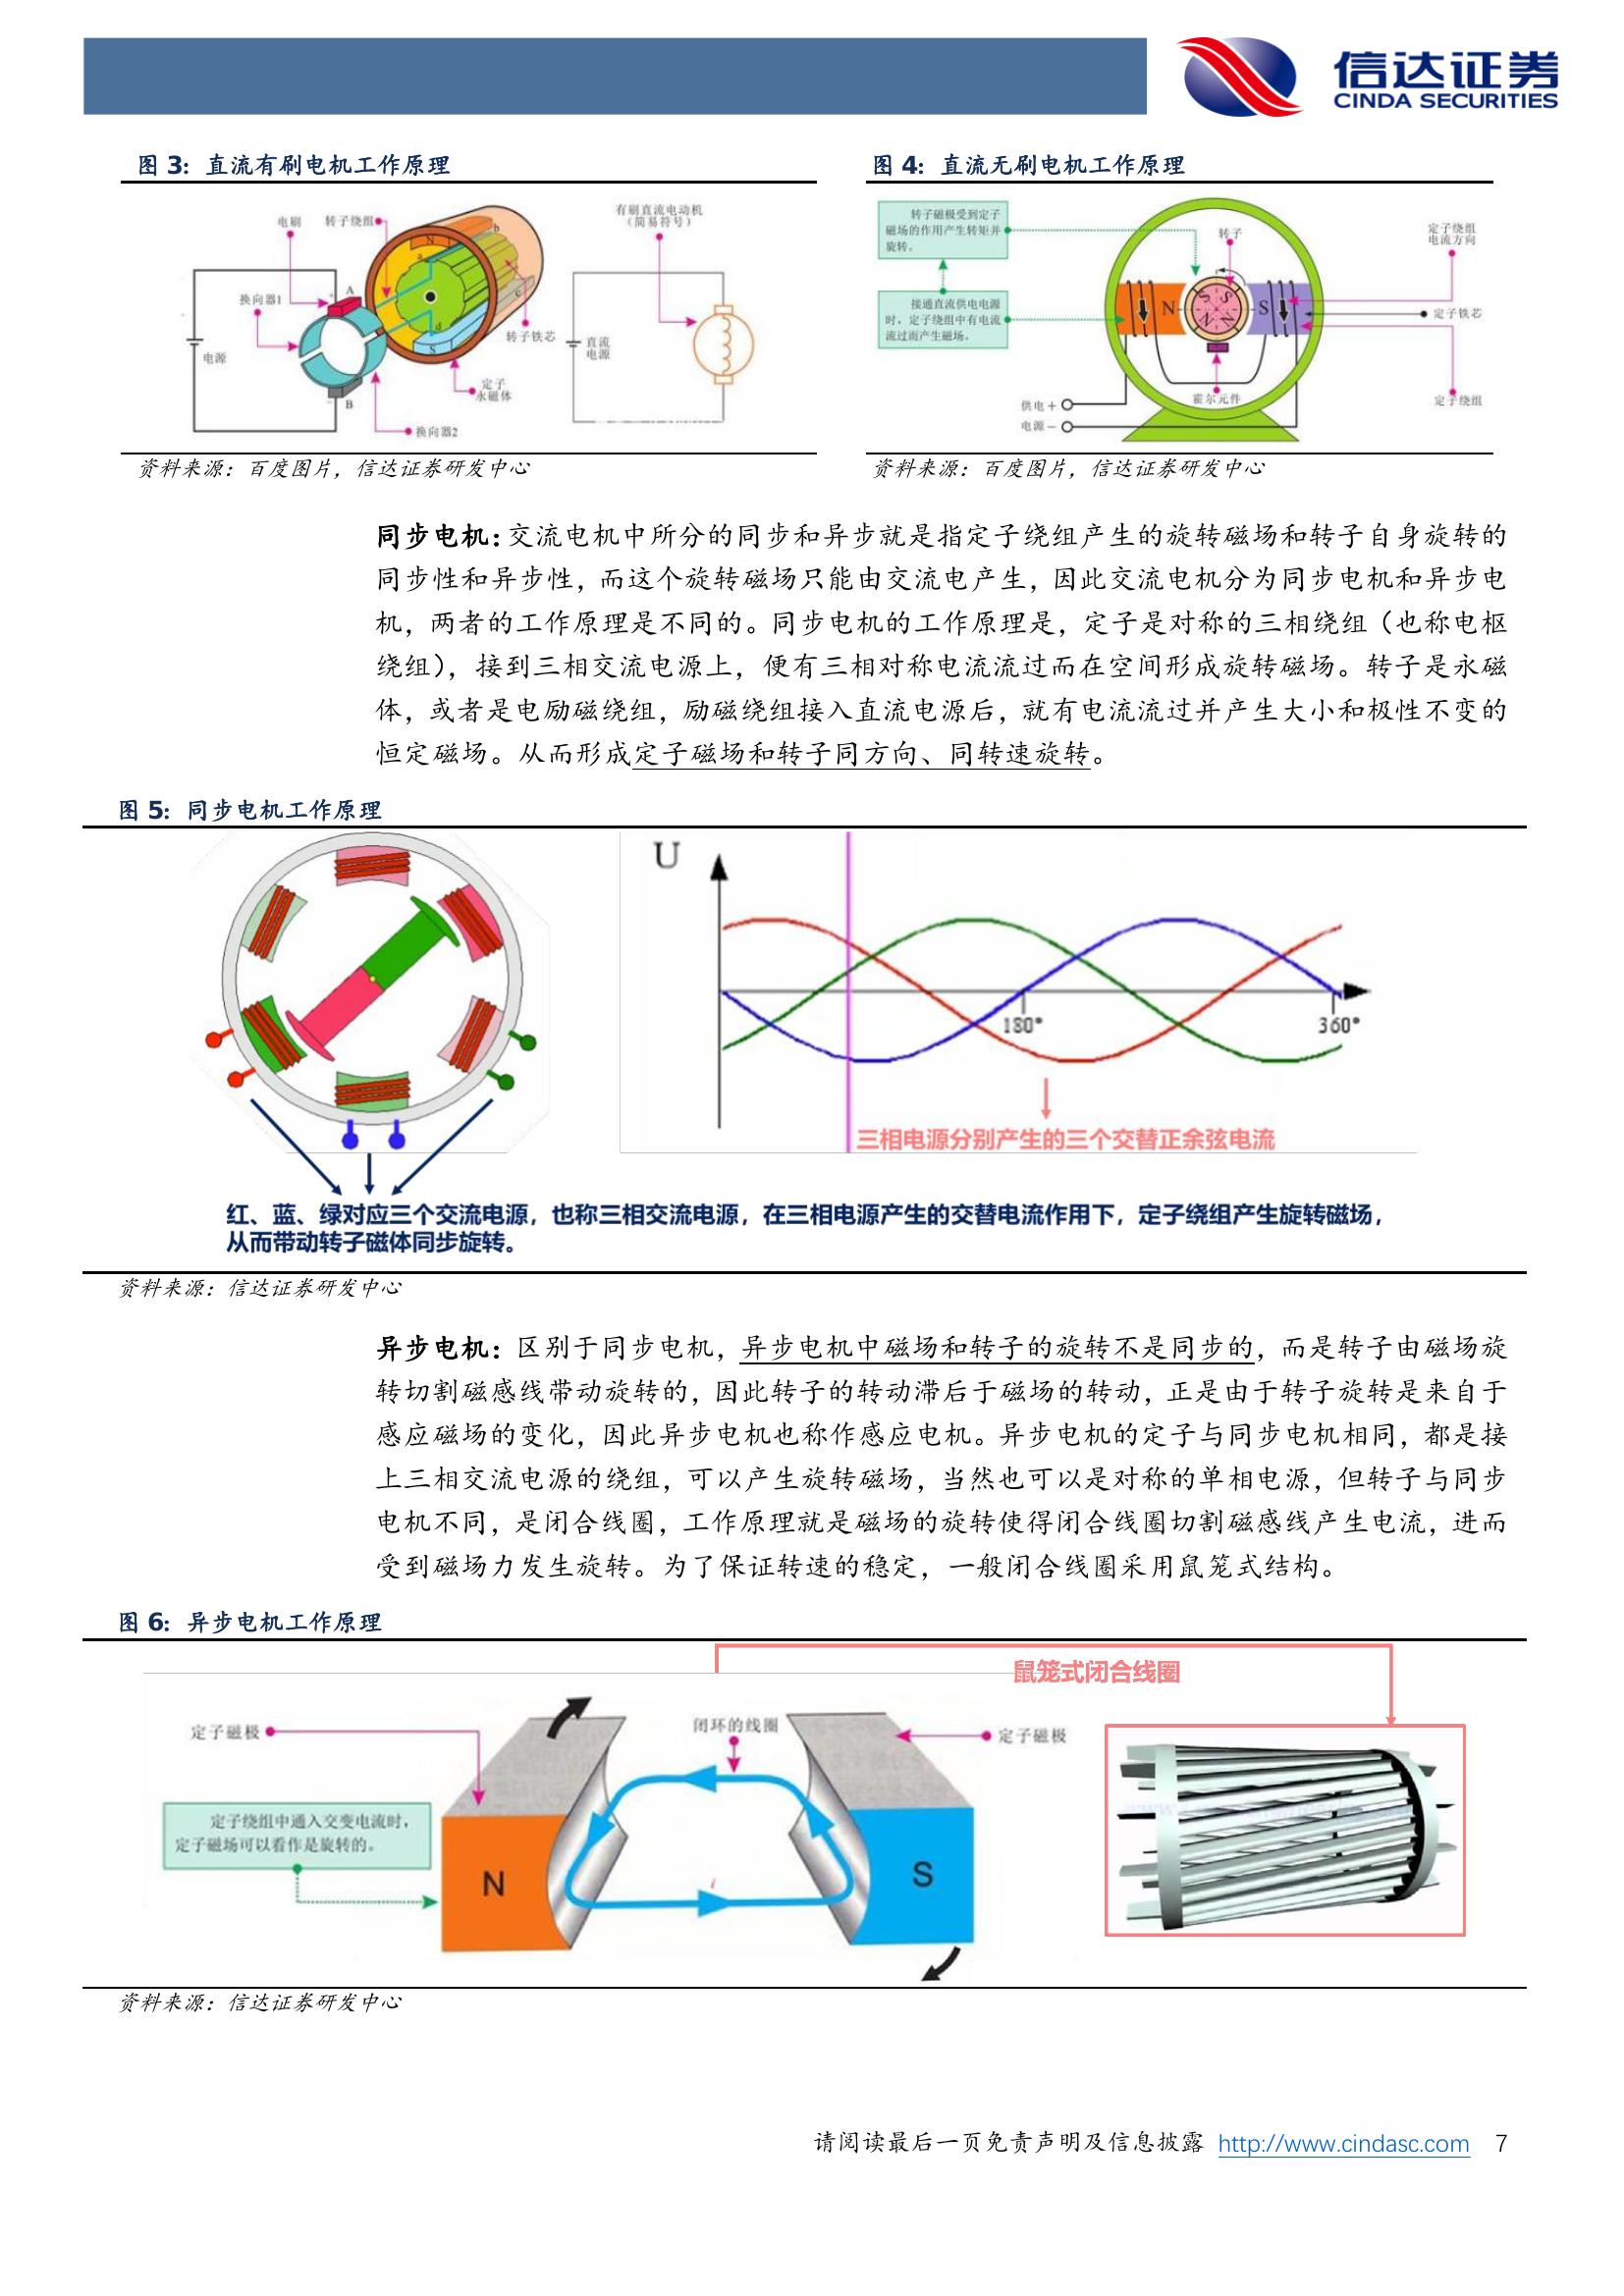 信达证券
CINDA SECURITIES
图 3：直流有刷电机工作原理
电刷
转子绕组
有刷直流电动机
（简易符号）
N
b
a
换向器1
A
c
d
S
转子铁芯
电源
直流
电源
定子
永磁体
B
换向器2
资料来源：百度图片，信达证券研发中心
图 4：直流无刷电机工作原理
转子磁极受到定子
磁场的作用产生转矩并
旋转。
转子
定子绕组
电流方向
接通直流供电电源
时，定子绕组中有电流
流过而产生磁场。
N
S
S
N
N
S
定子铁芯
霍尔元件
定子绕组
供电+
电源−
资料来源：百度图片，信达证券研发中心
同步电机：交流电机中所分的同步和异步就是指定子绕组产生的旋转磁场和转子自身旋转的
同步性和异步性，而这个旋转磁场只能由交流电产生，因此交流电机分为同步电机和异步电
机，两者的工作原理是不同的。同步电机的工作原理是，定子是对称的三相绕组（也称电枢
绕组），接到三相交流电源上，便有三相对称电流流过而在空间形成旋转磁场。转子是永磁
体，或者是电励磁绕组，励磁绕组接入直流电源后，就有电流流过并产生大小和极性不变的
恒定磁场。从而形成定子磁场和转子同方向、同转速旋转。
图 5：同步电机工作原理
U
180°
360°
三相电源分别产生的三个交替正余弦电流
红、蓝、绿对应三个交流电源，也称三相交流电源，在三相电源产生的交替电流作用下，定子绕组产生旋转磁场，
从而带动转子磁体同步旋转。
资料来源：信达证券研发中心
异步电机：区别于同步电机，异步电机中磁场和转子的旋转不是同步的，而是转子由磁场旋
转切割磁感线带动旋转的，因此转子的转动滞后于磁场的转动，正是由于转子旋转是来自于
感应磁场的变化，因此异步电机也称作感应电机。异步电机的定子与同步电机相同，都是接
上三相交流电源的绕组，可以产生旋转磁场，当然也可以是对称的单相电源，但转子与同步
电机不同，是闭合线圈，工作原理就是磁场的旋转使得闭合线圈切割磁感线产生电流，进而
受到磁场力发生旋转。为了保证转速的稳定，一般闭合线圈采用鼠笼式结构。
图 6：异步电机工作原理
鼠笼式闭合线圈
定子磁极
闭环的线圈
定子磁极
定子绕组中通入交变电流时，
定子磁场可以看作是旋转的。
N
i
S
资料来源：信达证券研发中心
请阅读最后一页免责声明及信息披露 http://www.cindasc.com 7